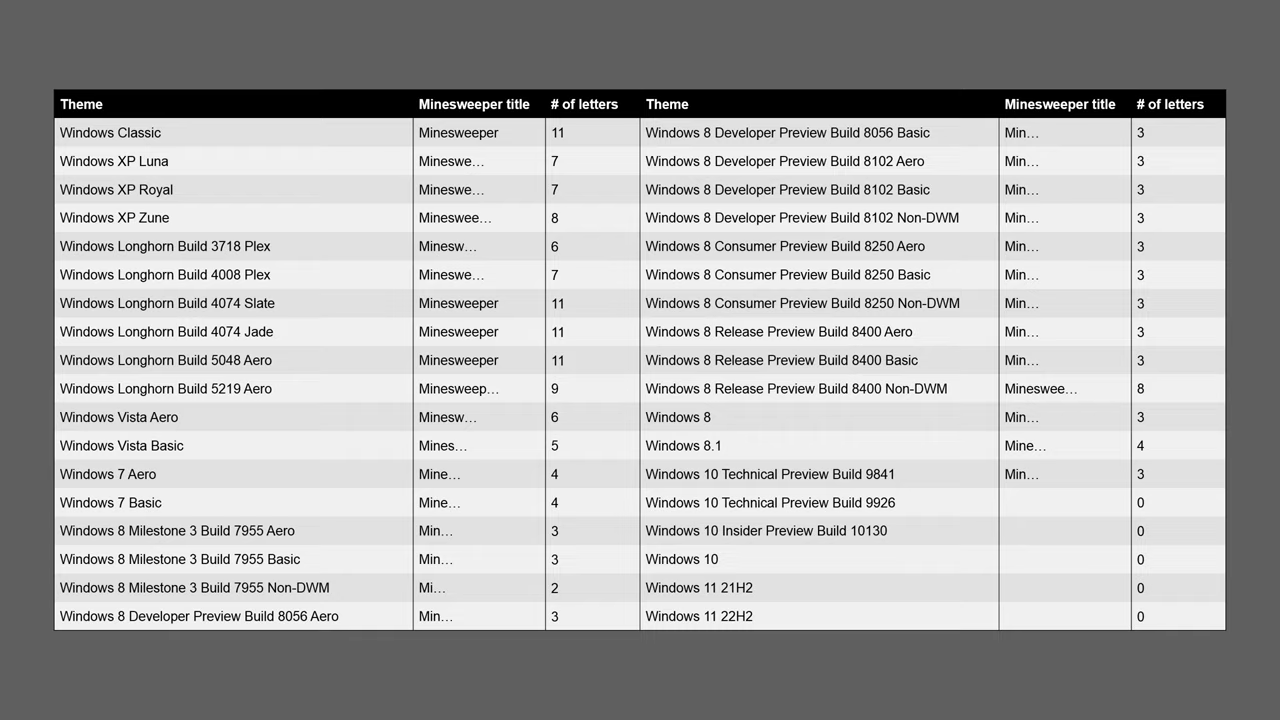 Theme Minesweeper title # of letters Theme Minesweeper title # of letters
Windows Classic Minesweeper 11 Windows 8 Developer Preview Build 8056 Basic Min… 3
Windows XP Luna Mineswe… 7 Windows 8 Developer Preview Build 8102 Aero Min… 3
Windows XP Royal Mineswe… 7 Windows 8 Developer Preview Build 8102 Basic Min… 3
Windows XP Zune Mineswee… 8 Windows 8 Developer Preview Build 8102 Non-DWM Min… 3
Windows Longhorn Build 3718 Plex Minesw… 6 Windows 8 Consumer Preview Build 8250 Aero Min… 3
Windows Longhorn Build 4008 Plex Mineswe… 7 Windows 8 Consumer Preview Build 8250 Basic Min… 3
Windows Longhorn Build 4074 Slate Minesweeper 11 Windows 8 Consumer Preview Build 8250 Non-DWM Min… 3
Windows Longhorn Build 4074 Jade Minesweeper 11 Windows 8 Release Preview Build 8400 Aero Min… 3
Windows Longhorn Build 5048 Aero Minesweeper 11 Windows 8 Release Preview Build 8400 Basic Min… 3
Windows Longhorn Build 5219 Aero Minesweep… 9 Windows 8 Release Preview Build 8400 Non-DWM Mineswee… 8
Windows Vista Aero Minesw… 6 Windows 8 Min… 3
Windows Vista Basic Mines… 5 Windows 8.1 Mine… 4
Windows 7 Aero Mine… 4 Windows 10 Technical Preview Build 9841 Min… 3
Windows 7 Basic Mine… 4 Windows 10 Technical Preview Build 9926 0
Windows 8 Milestone 3 Build 7955 Aero Min… 3 Windows 10 Insider Preview Build 10130 0
Windows 8 Milestone 3 Build 7955 Basic Min… 3 Windows 10 0
Windows 8 Milestone 3 Build 7955 Non-DWM Mi… 2 Windows 11 21H2 0
Windows 8 Developer Preview Build 8056 Aero Min… 3 Windows 11 22H2 0